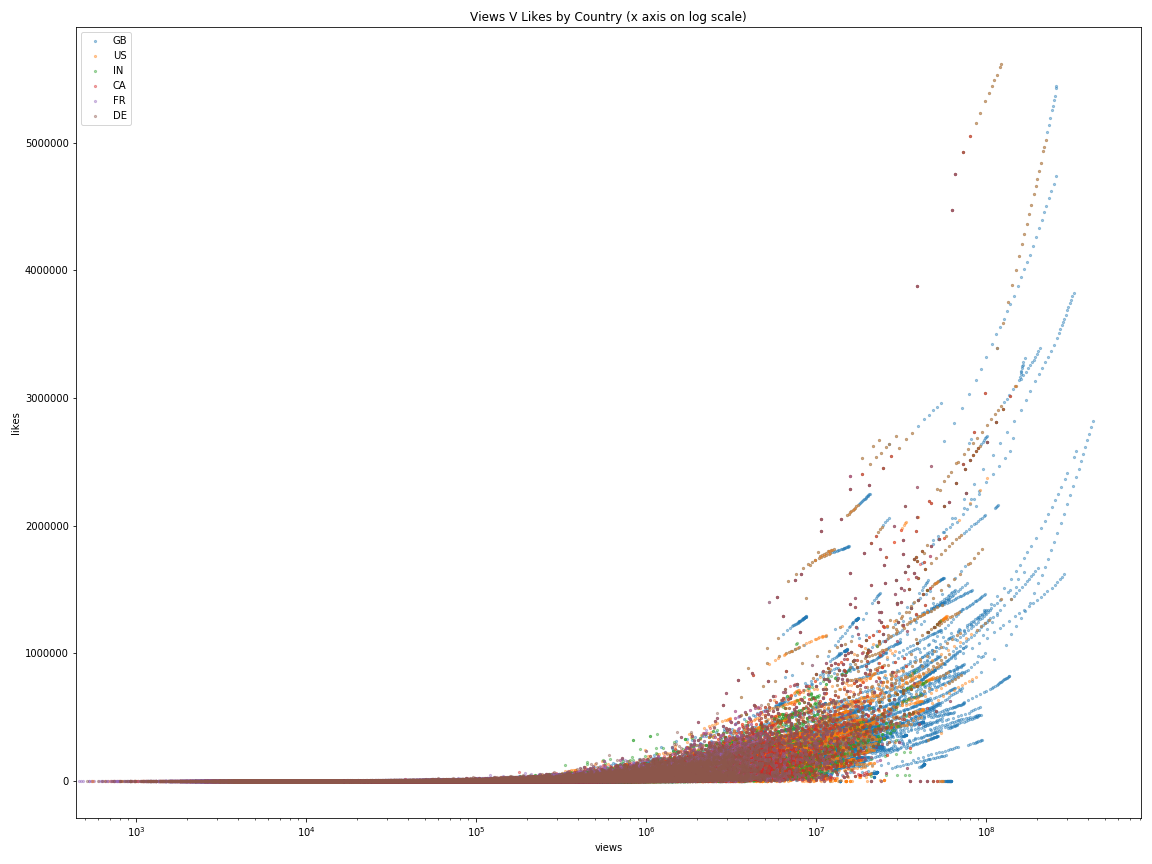 Views V Likes by Country (x axis on log scale)
GB
US
IN
CA
FR
DE
5000000
4000000
3000000
2000000
1000000
0
likes
10³ 10⁴ 10⁵ 10⁶ 10⁷ 10⁸
views